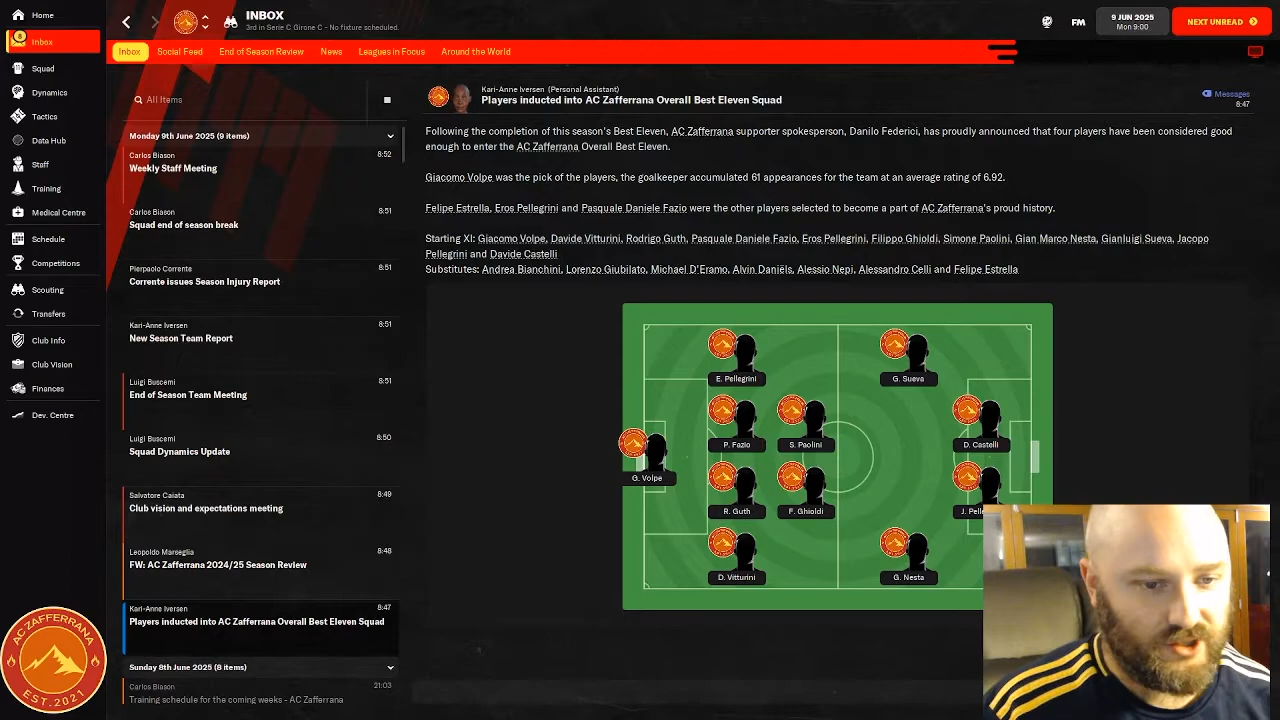 Home
8
Inbox
Squad
Dynamics
Tactics
Data Hub
Staff
Training
Medical Centre
Schedule
Competitions
Scouting
Transfers
Club Info
Club Vision
Finances
Dev. Centre
AC ZAFFERRANA
EST. 2021
INBOX
3rd in Serie C Girone C - No fixture scheduled.
FM
9 JUN 2025
Mon 9:00
NEXT UNREAD
Inbox
Social Feed
End of Season Review
News
Leagues in Focus
Around the World
All Items
Monday 9th June 2025 (9 items)
Carlos Biason 8:52
Weekly Staff Meeting
Carlos Biason 8:51
Squad end of season break
Pierpaolo Corrente 8:51
Corrente issues Season Injury Report
Kari-Anne Iversen 8:51
New Season Team Report
Luigi Buscemi 8:51
End of Season Team Meeting
Luigi Buscemi 8:50
Squad Dynamics Update
Salvatore Caiata 8:49
Club vision and expectations meeting
Leopoldo Marseglia 8:48
FW: AC Zafferana 2024/25 Season Review
Kari-Anne Iversen 8:47
Players inducted into AC Zafferana Overall Best Eleven Squad
Sunday 8th June 2025 (8 items)
Carlos Biason 21:03
Training schedule for the coming weeks - AC Zafferana
Kari-Anne Iversen (Personal Assistant)
Players inducted into AC Zafferana Overall Best Eleven Squad
Messages
8:47
Following the completion of this season's Best Eleven, AC Zafferana supporter spokesperson, Danilo Federici, has proudly announced that four players have been considered good
enough to enter the AC Zafferana Overall Best Eleven.
Giacomo Volpe was the pick of the players, the goalkeeper accumulated 61 appearances for the team at an average rating of 6.92.
Felipe Estrella, Eros Pellegrini and Pasquale Daniele Fazio were the other players selected to become a part of AC Zafferana's proud history.
Starting XI: Giacomo Volpe, Davide Vitturini, Rodrigo Guth, Pasquale Daniele Fazio, Eros Pellegrini, Filippo Ghioldi, Simone Paolini, Gian Marco Nesta, Gianluigi Sueva, Jacopo
Pellegrini and Davide Castelli
Substitutes: Andrea Bianchini, Lorenzo Giubilato, Michael D'Eramo, Alvin Daniëls, Alessio Nepi, Alessandro Celli and Felipe Estrella
E. Pellegrini
G. Sueva
P. Fazio
S. Paolini
D. Castelli
G. Volpe
R. Guth
F. Ghioldi
J. Pelle
D. Vitturini
G. Nesta